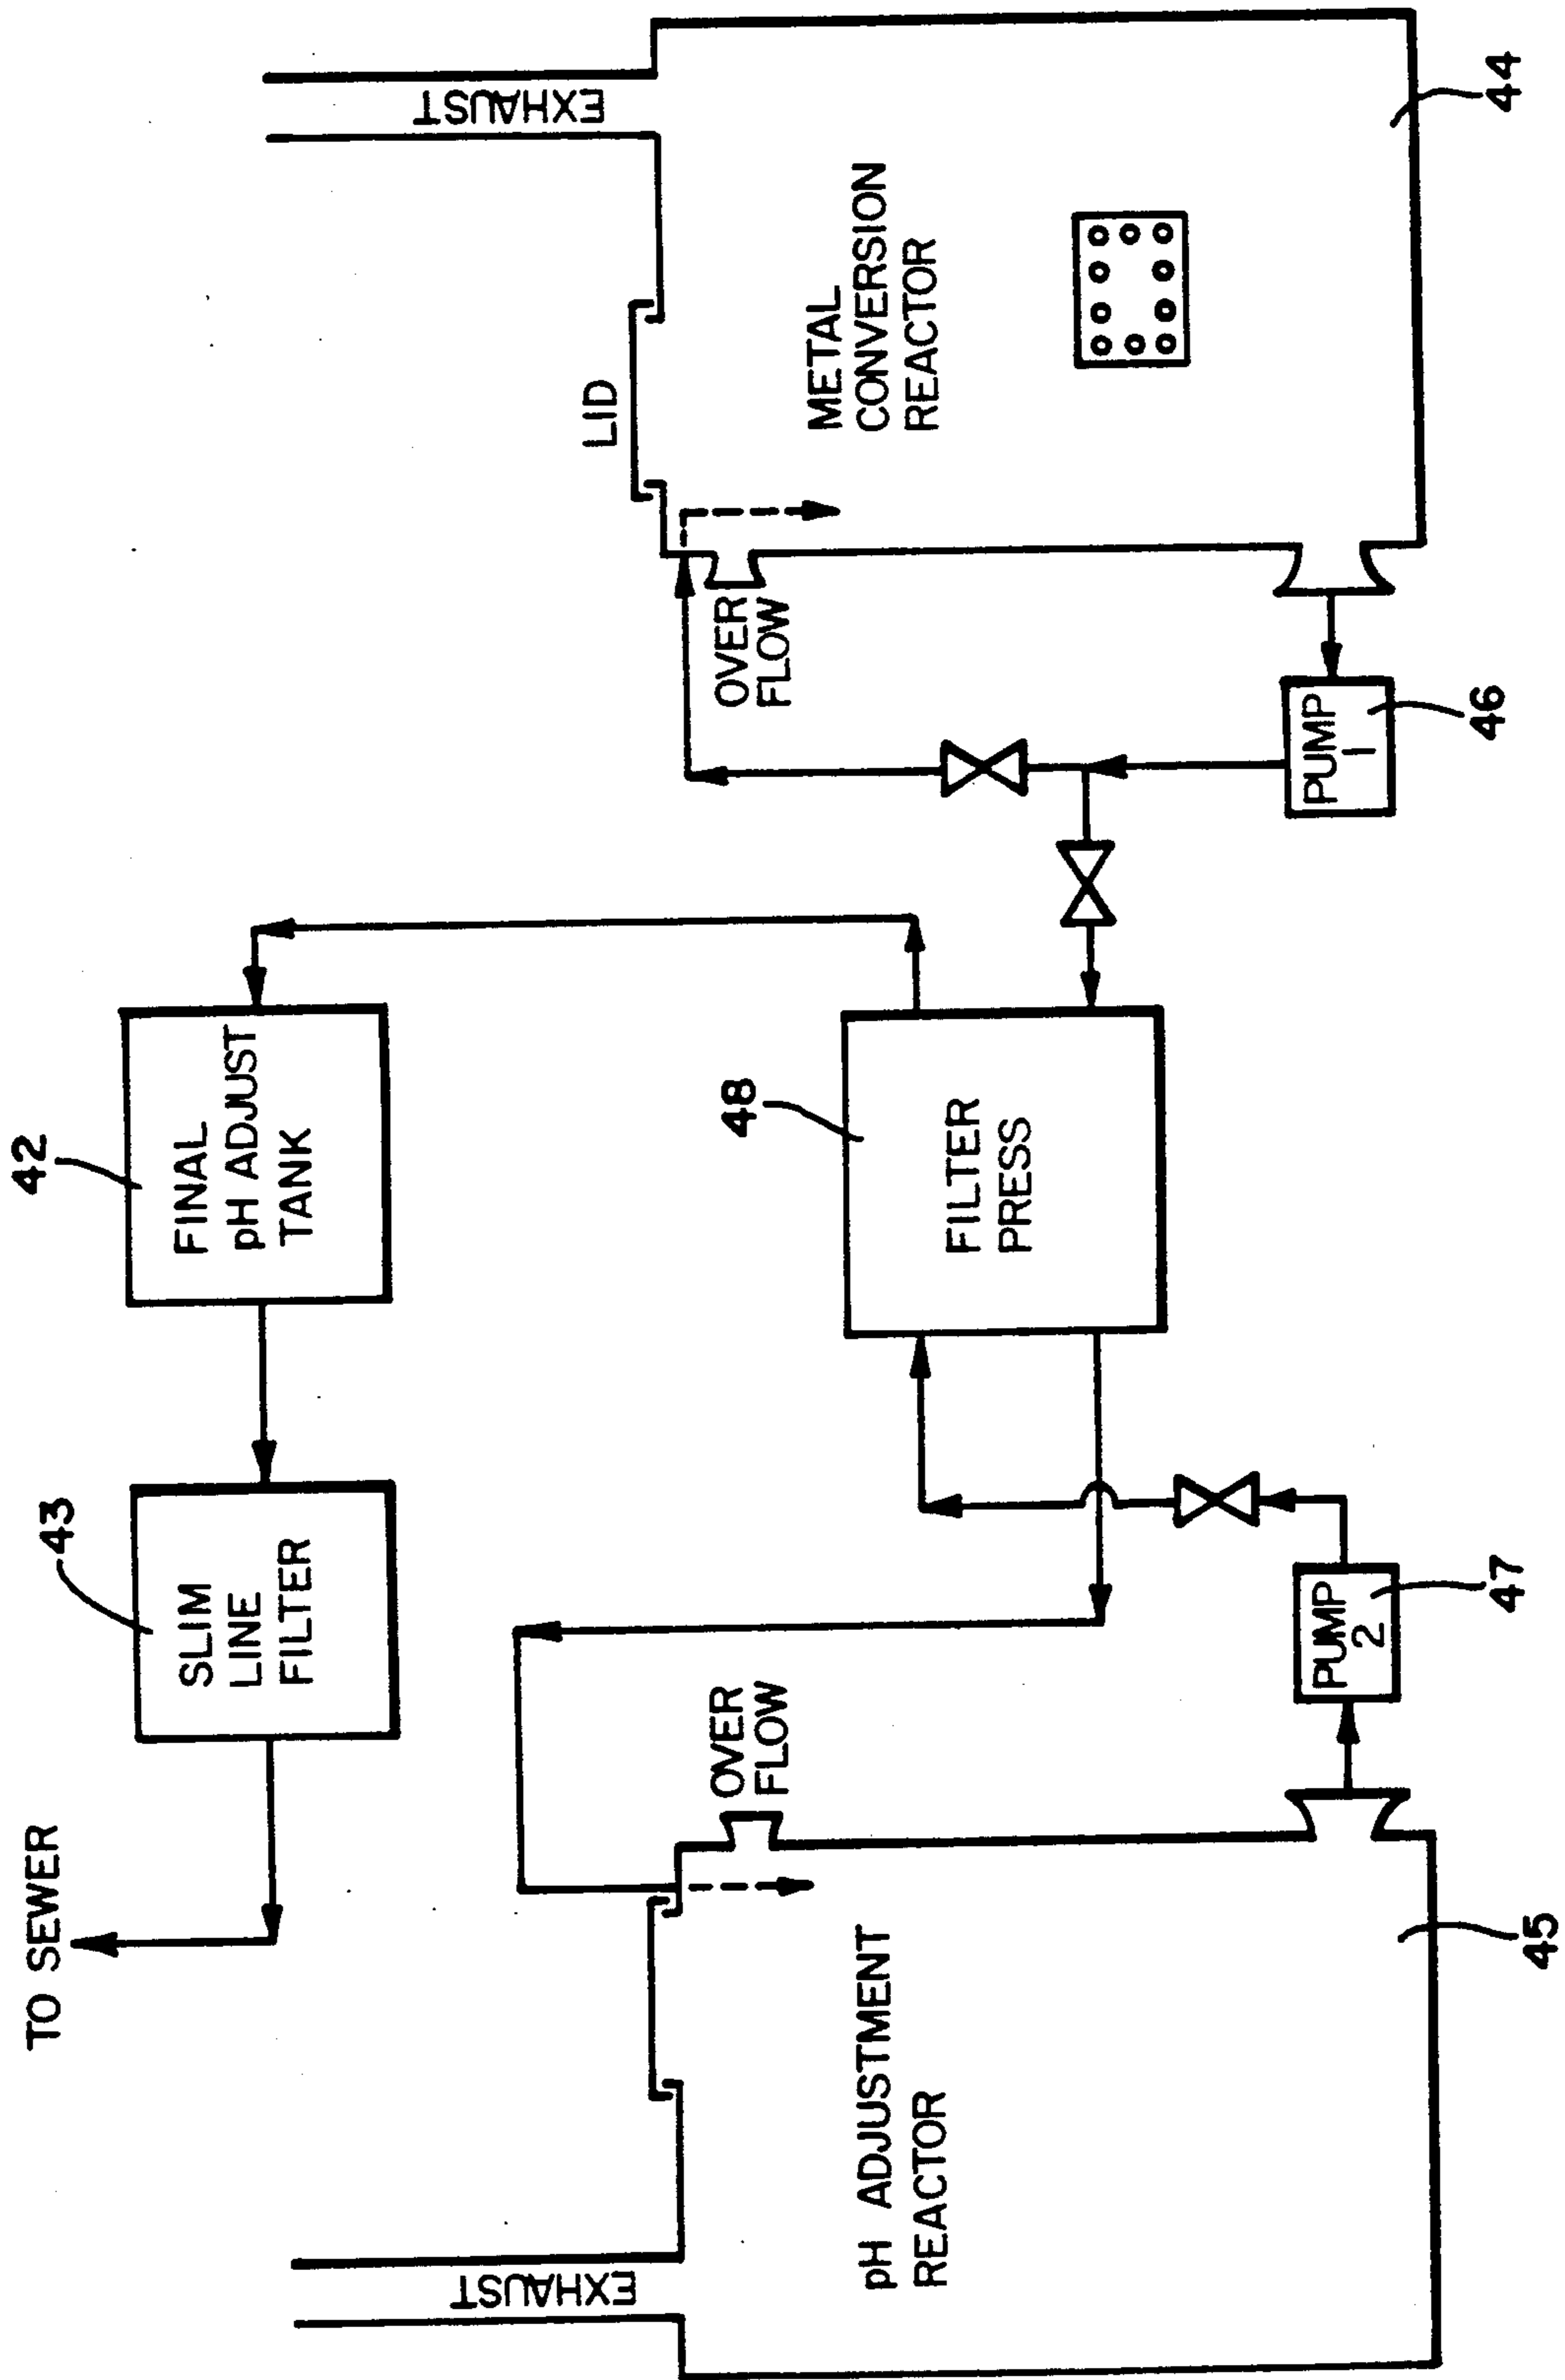 TO SEWER
43
SLIM
LINE
FILTER
42
FINAL
pH ADJUST
TANK
EXHAUST
pH ADJUSTMENT
REACTOR
OVER
FLOW
45
PUMP
2
47
48
FILTER
PRESS
PUMP
1
46
OVER
FLOW
LID
EXHAUST
METAL
CONVERSION
REACTOR
44